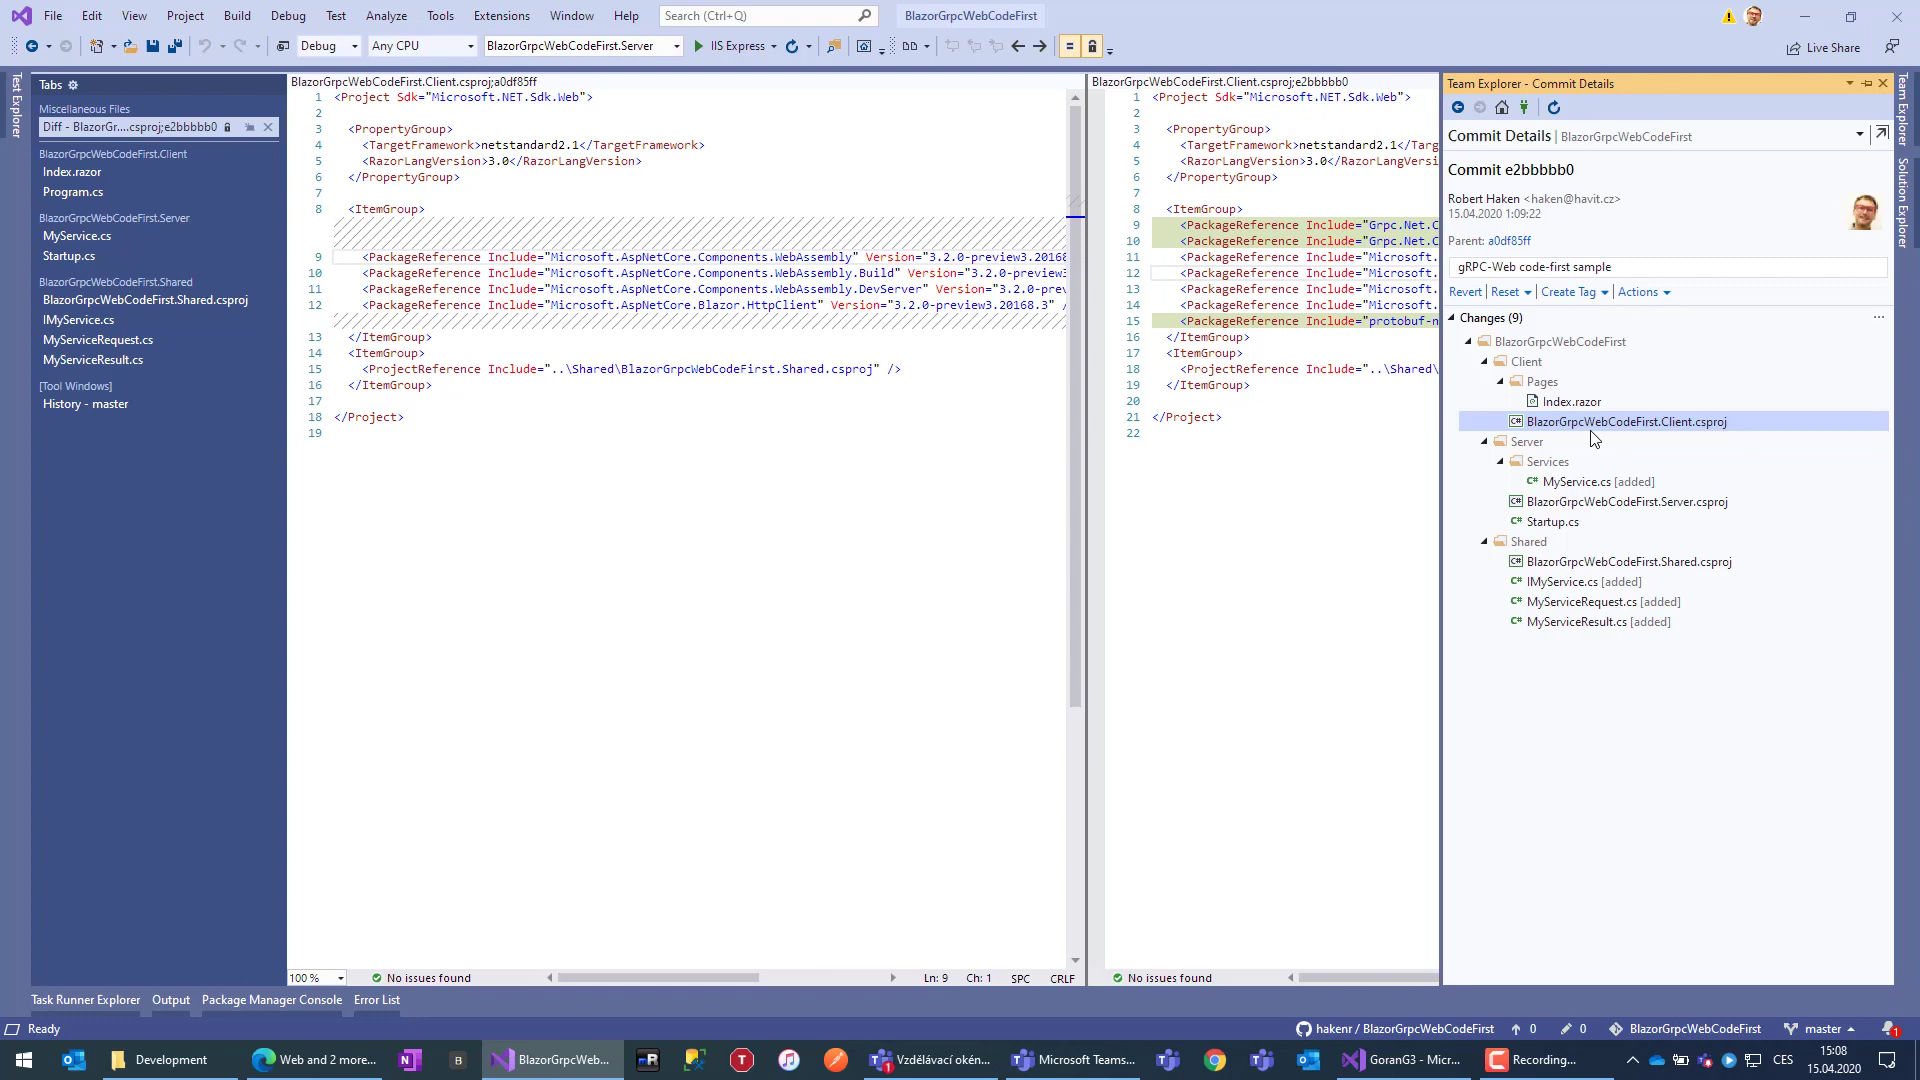 File Edit View Project Build Debug Test Analyze Tools Extensions Window Help Search (Ctrl+Q) BlazorGrpcWebCodeFirst
Debug Any CPU BlazorGrpcWebCodeFirst.Server IIS Express Live Share
Test Explorer
Tabs
Miscellaneous Files
Diff - BlazorGr....csproj;e2bbbbb0
BlazorGrpcWebCodeFirst.Client
Index.razor
Program.cs
BlazorGrpcWebCodeFirst.Server
MyService.cs
Startup.cs
BlazorGrpcWebCodeFirst.Shared
BlazorGrpcWebCodeFirst.Shared.csproj
IMyService.cs
MyServiceRequest.cs
MyServiceResult.cs
[Tool Windows]
History - master
BlazorGrpcWebCodeFirst.Client.csproj;a0df85ff
1 <Project Sdk="Microsoft.NET.Sdk.Web">
2
3 <PropertyGroup>
4 <TargetFramework>netstandard2.1</TargetFramework>
5 <RazorLangVersion>3.0</RazorLangVersion>
6 </PropertyGroup>
7
8 <ItemGroup>
9 <PackageReference Include="Microsoft.AspNetCore.Components.WebAssembly" Version="3.2.0-preview3.20168
10 <PackageReference Include="Microsoft.AspNetCore.Components.WebAssembly.Build" Version="3.2.0-preview3
11 <PackageReference Include="Microsoft.AspNetCore.Components.WebAssembly.DevServer" Version="3.2.0-prev
12 <PackageReference Include="Microsoft.AspNetCore.Blazor.HttpClient" Version="3.2.0-preview3.20168.3" /
13 </ItemGroup>
14 <ItemGroup>
15 <ProjectReference Include="..\Shared\BlazorGrpcWebCodeFirst.Shared.csproj" />
16 </ItemGroup>
17
18 </Project>
19
100 % No issues found Ln: 9 Ch: 1 SPC CRLF
BlazorGrpcWebCodeFirst.Client.csproj;e2bbbbb0
1 <Project Sdk="Microsoft.NET.Sdk.Web">
2
3 <PropertyGroup>
4 <TargetFramework>netstandard2.1</Targ
5 <RazorLangVersion>3.0</RazorLangVersi
6 </PropertyGroup>
7
8 <ItemGroup>
9 <PackageReference Include="Grpc.Net.C
10 <PackageReference Include="Grpc.Net.C
11 <PackageReference Include="Microsoft.
12 <PackageReference Include="Microsoft.
13 <PackageReference Include="Microsoft.
14 <PackageReference Include="Microsoft.
15 <PackageReference Include="protobuf-n
16 </ItemGroup>
17 <ItemGroup>
18 <ProjectReference Include="..\Shared\
19 </ItemGroup>
20
21 </Project>
22
No issues found
Team Explorer - Commit Details
Commit Details | BlazorGrpcWebCodeFirst
Commit e2bbbbb0
Robert Haken <haken@havit.cz>
15.04.2020 1:09:22
Parent: a0df85ff
gRPC-Web code-first sample
Revert Reset Create Tag Actions
Changes (9) ...
BlazorGrpcWebCodeFirst
Client
Pages
Index.razor
BlazorGrpcWebCodeFirst.Client.csproj
Server
Services
MyService.cs [added]
BlazorGrpcWebCodeFirst.Server.csproj
Startup.cs
Shared
BlazorGrpcWebCodeFirst.Shared.csproj
IMyService.cs [added]
MyServiceRequest.cs [added]
MyServiceResult.cs [added]
Team Explorer
Solution Explorer
Task Runner Explorer Output Package Manager Console Error List
Ready hakenr / BlazorGrpcWebCodeFirst 0 0 BlazorGrpcWebCodeFirst master 1
Development Web and 2 more... N B BlazorGrpcWeb... R T 1 Vzdělávací okén... Microsoft Teams... GoranG3 - Micr... Recording... CES 15:08
15.04.2020